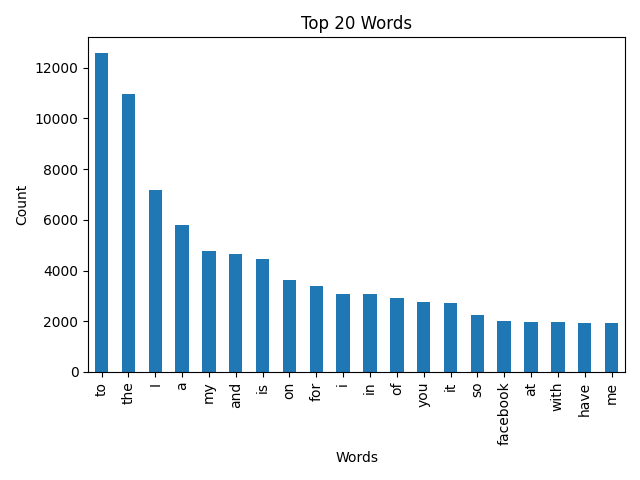 Top 20 Words
Count
12000
10000
8000
6000
4000
2000
0
to the I a my and is on for i in of you it so facebook at with have me
Words